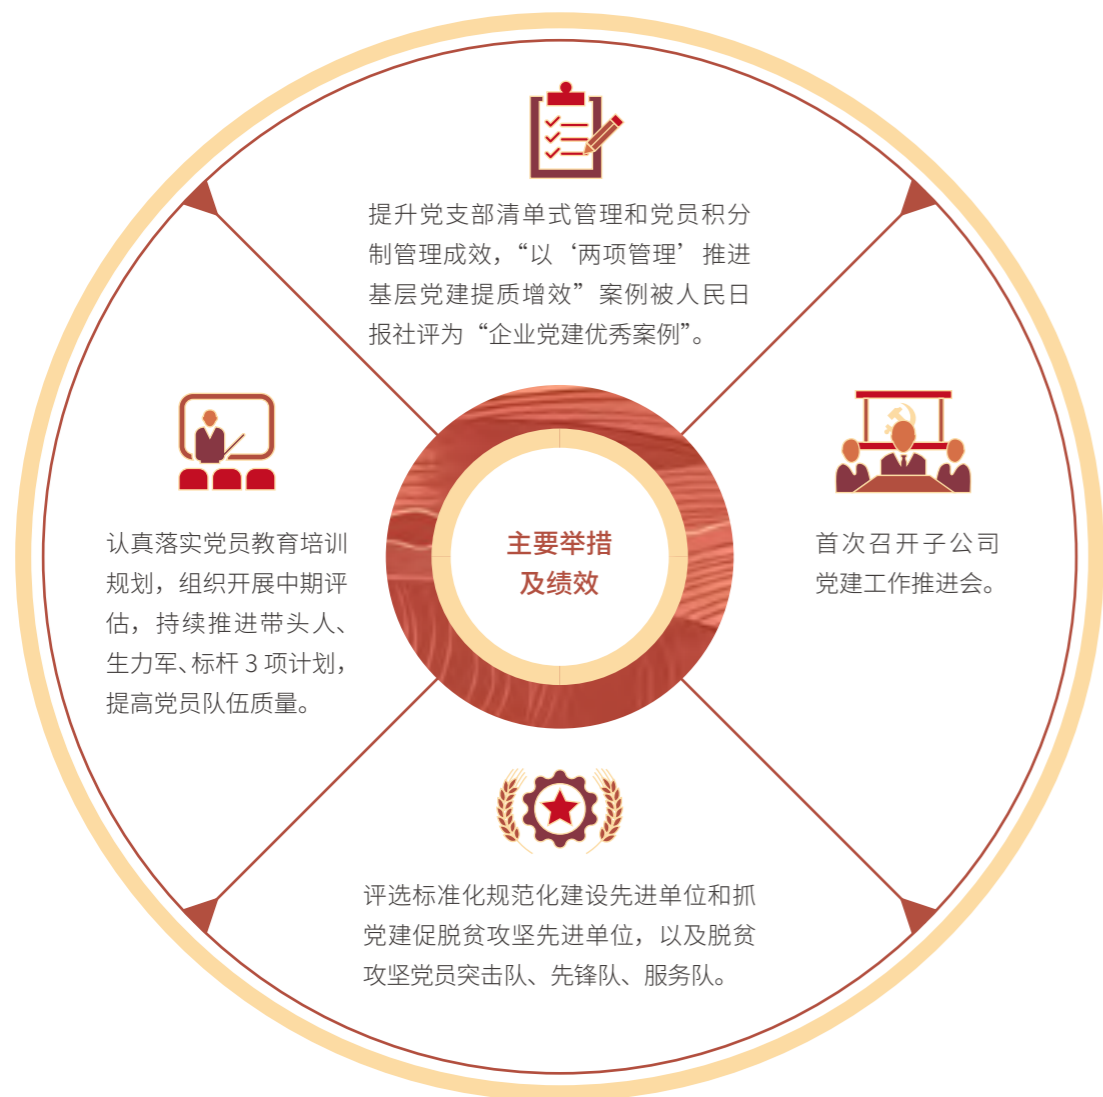 提升党支部清单式管理和党员积分
制管理成效，“以‘两项管理’推进
基层党建提质增效”案例被人民日
报社评为“企业党建优秀案例”。
认真落实党员教育培训
规划，组织开展中期评
估，持续推进带头人、
生力军、标杆 3 项计划，
提高党员队伍质量。
主要举措
及绩效
首次召开子公司
党建工作推进会。
评选标准化规范化建设先进单位和抓
党建促脱贫攻坚先进单位，以及脱贫
攻坚党员突击队、先锋队、服务队。